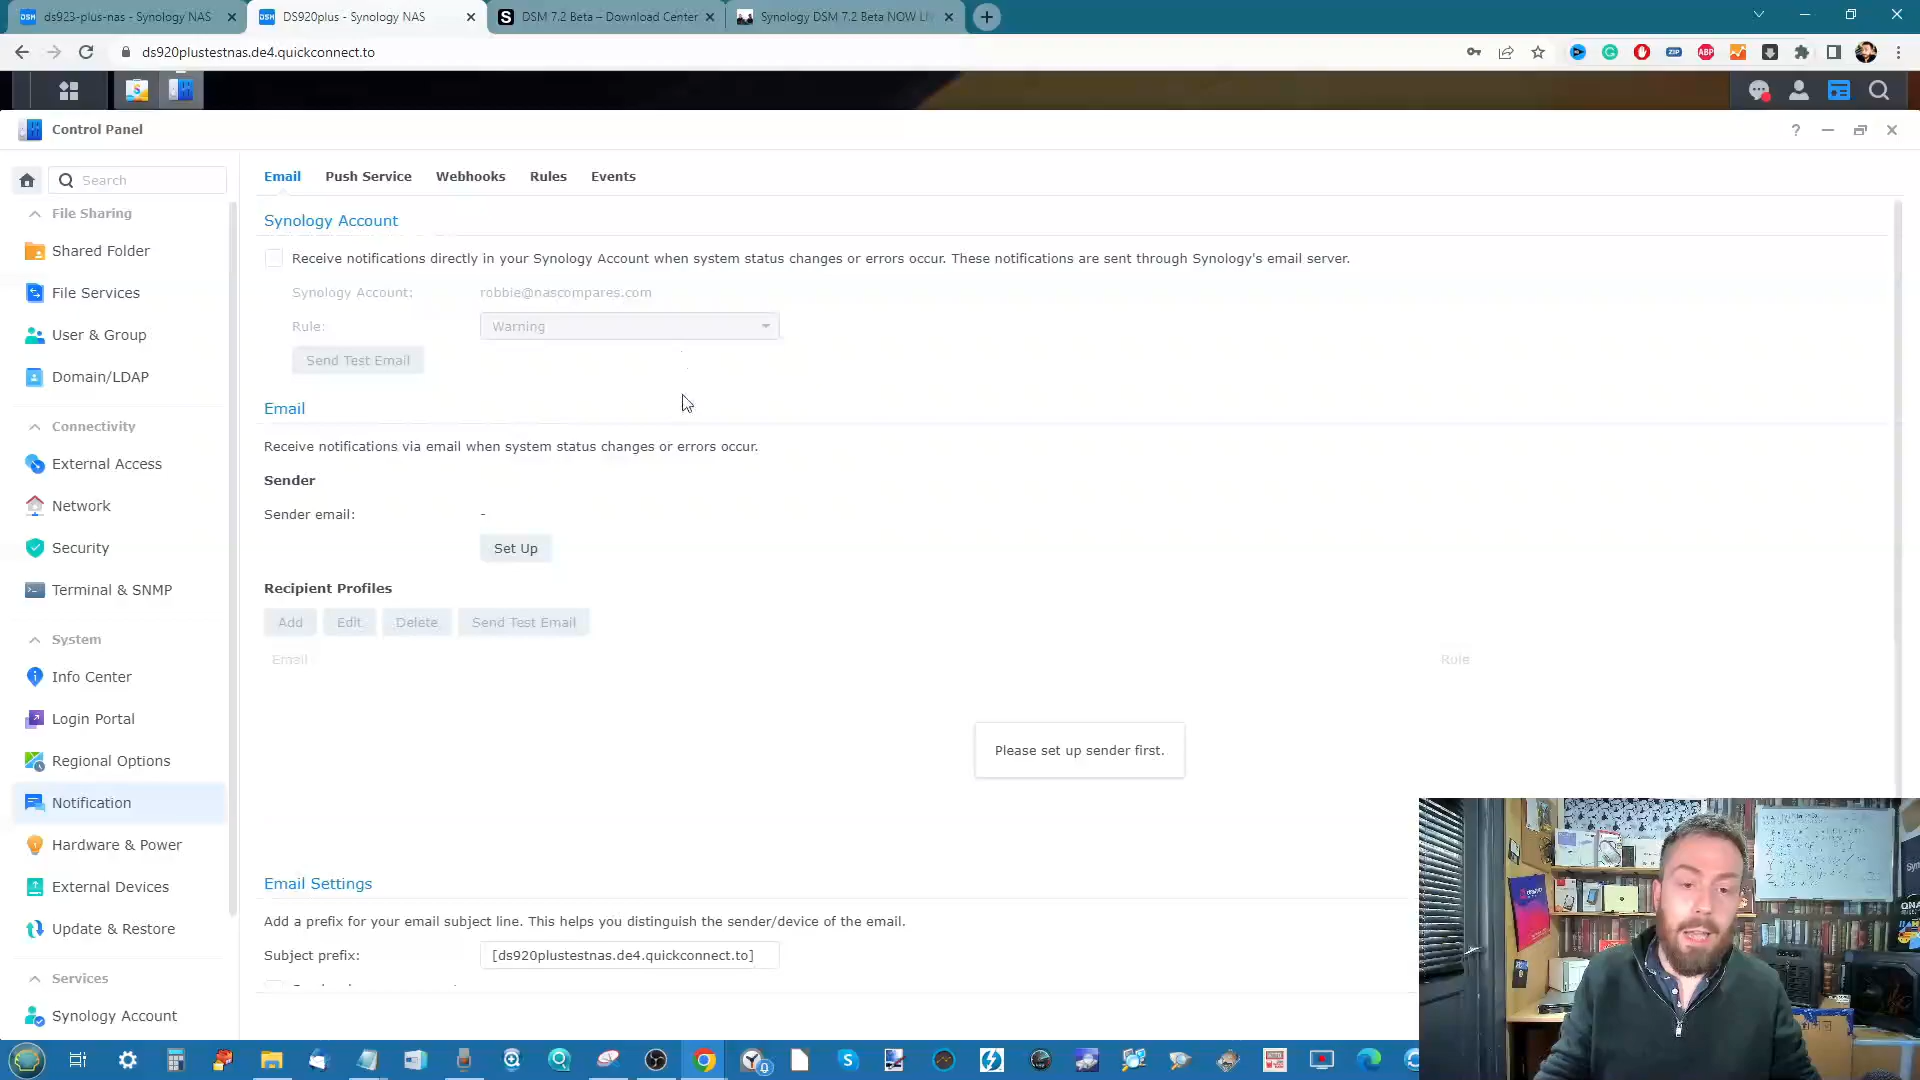 ds923-plus-nas - Synology NAS
DS920plus - Synology NAS
DSM 7.2 Beta – Download Center
Synology DSM 7.2 Beta NOW LI
ds920plustestnas.de4.quickconnect.to
Control Panel
Search
File Sharing
Shared Folder
File Services
User & Group
Domain/LDAP
Connectivity
External Access
Network
Security
Terminal & SNMP
System
Info Center
Login Portal
Regional Options
Notification
Hardware & Power
External Devices
Update & Restore
Services
Synology Account
Email Push Service Webhooks Rules Events
Synology Account
Receive notifications directly in your Synology Account when system status changes or errors occur. These notifications are sent through Synology's email server.
Synology Account: robbie@nascompares.com
Rule: Warning
Send Test Email
Email
Receive notifications via email when system status changes or errors occur.
Sender
Sender email: -
Set Up
Recipient Profiles
Add Edit Delete Send Test Email
Email Rule
Please set up sender first.
Email Settings
Add a prefix for your email subject line. This helps you distinguish the sender/device of the email.
Subject prefix: [ds920plustestnas.de4.quickconnect.to]